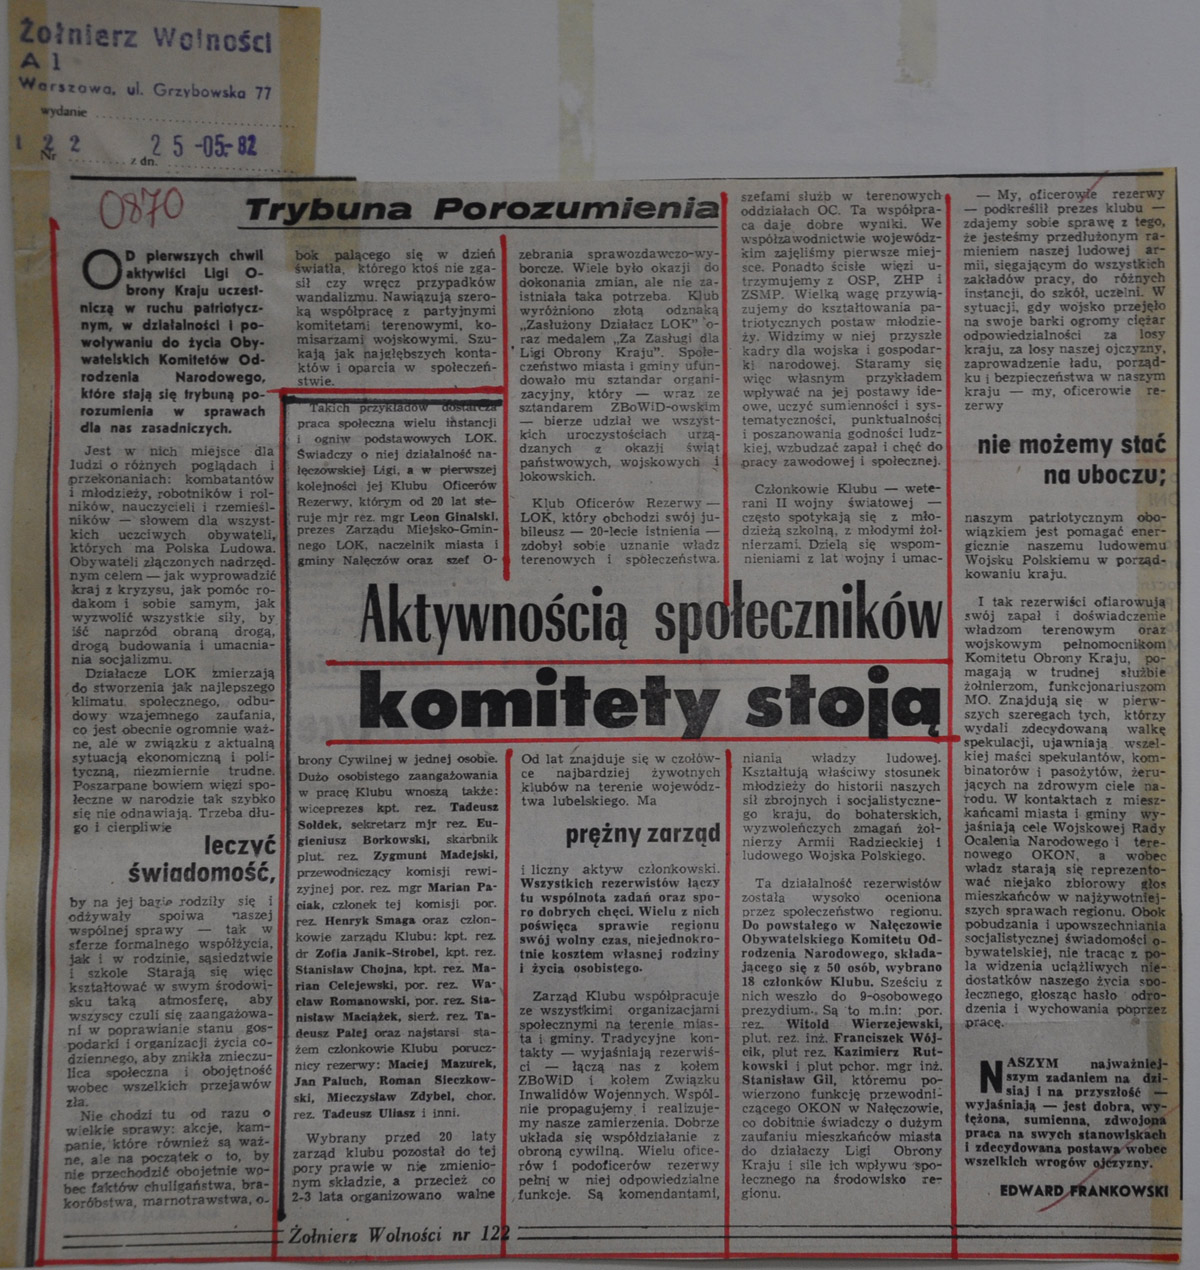 Żołnierz Wolności
A 1
Warszawa, ul. Grzybowska 77
wydanie
122 25 -05.- 82
Nr z dn.
0870
Trybuna Porozumienia
OD pierwszych chwil
aktywiści Ligi O-
brony Kraju uczest-
niczą w ruchu patriotycz-
nym, w działalności i po-
woływaniu do życia Oby-
watelskich Komitetów Od-
rodzenia Narodowego,
które stają się trybuną po-
rozumienia w sprawach
dla nas zasadniczych.
Jest w nich miejsce dla
ludzi o różnych poglądach i
przekonaniach: kombatantów
i młodzieży, robotników i rol-
ników, nauczycieli i rzemieśl-
ników — słowem dla wszyst-
kich uczciwych obywateli,
których ma Polska Ludowa.
Obywateli złączonych nadrzęd-
nym celem — jak wyprowadzić
kraj z kryzysu, jak pomóc ro-
dakom i sobie samym, jak
wyzwolić wszystkie siły, by
iść naprzód obraną drogą,
drogą budowania i umacnia-
nia socjalizmu.
Działacze LOK zmierzają
do stworzenia jak najlepszego
klimatu społecznego, odbu-
dowy wzajemnego zaufania,
co jest obecnie ogromnie waż-
ne, ale w związku z aktualną
sytuacją ekonomiczną i poli-
tyczną, niezmiernie trudne.
Poszarpane bowiem więzi spo-
łeczne w narodzie tak szybko
się nie odnawiają. Trzeba dłu-
go i cierpliwie
leczyć
świadomość,
by na jej bazie rodziły się i
odżywały spoiwa naszej
wspólnej sprawy — tak w
sferze formalnego współżycia,
jak i w rodzinie, sąsiedztwie
i szkole Starają się więc
kształtować w swym środowi-
sku taką atmosferę, aby
wszyscy czuli się zaangażowa-
ni w poprawianie stanu gos-
podarki i organizacji życia co-
dziennego, aby znikła znieczu-
lica społeczna i obojętność
wobec wszelkich przejawów
zła.
Nie chodzi tu od razu o
wielkie sprawy: akcje, kam-
panie, które również są waż-
ne, ale na początek o to, by
nie przechodzić obojętnie wo-
bec faktów chuligaństwa, bra-
koróbstwa, marnotrawstwa, o-
bok palącego się w dzień
światła, którego ktoś nie zga-
sił czy wręcz przypadków
wandalizmu. Nawiązują szero-
ką współpracę z partyjnymi
komitetami terenowymi, ko-
misarzami wojskowymi. Szu-
kają jak najgłębszych konta-
któw i oparcia w społeczeń-
stwie.
Takich przykładów dostarcza
praca społeczna wielu instancji
i ogniw podstawowych LOK.
Świadczy o niej działalność na-
łęczowskiej Ligi, a w pierwszej
kolejności jej Klubu Oficerów
Rezerwy, którym od 20 lat ste-
ruje mjr rez. mgr Leon Ginalski,
prezes Zarządu Miejsko-Gmin-
nego LOK, naczelnik miasta i
gminy Nałęczów oraz szef O-
zebrania sprawozdawczo-wy-
borcze. Wiele było okazji do
dokonania zmian, ale nie za-
istniała taka potrzeba. Klub
wyróżniono złotą odznaką
„Zasłużony Działacz LOK” o-
raz medalem „Za Zasługi dla
Ligi Obrony Kraju”. Społe-
czeństwo miasta i gminy ufun-
dowało mu sztandar organi-
zacyjny, który — wraz ze
sztandarem ZBoWiD-owskim
— bierze udział we wszyst-
kich uroczystościach urzą-
dzanych z okazji świąt
państwowych, wojskowych i
lokowskich.
Klub Oficerów Rezerwy —
LOK, który obchodzi swój ju-
bileusz — 20-lecie istnienia —
zdobył sobie uznanie władz
terenowych i społeczeństwa.
szefami służb w terenowych
oddziałach OC. Ta współpra-
ca daje dobre wyniki. We
współzawodnictwie wojewódz-
kim zajęliśmy pierwsze miej-
sce. Ponadto ścisłe więzi u-
trzymujemy z OSP, ZHP i
ZSMP. Wielką wagę przywią-
zujemy do kształtowania pa-
triotycznych postaw młodzie-
ży. Widzimy w niej przyszłe
kadry dla wojska i gospodar-
ki narodowej. Staramy się
więc własnym przykładem
wpływać na jej postawy ide-
owe, uczyć sumienności i sys-
tematyczności, punktualności
i poszanowania godności ludz-
kiej, wzbudzać zapał i chęć do
pracy zawodowej i społecznej.
Członkowie Klubu — wete-
rani II wojny światowej —
często spotykają się z mło-
dzieżą szkolną, z młodymi żoł-
nierzami. Dzielą się wspom-
nieniami z lat wojny i umac-
Aktywnością społeczników
komitety stoją
brony Cywilnej w jednej osobie.
Dużo osobistego zaangażowania
w pracę Klubu wnoszą także:
wiceprezes kpt. rez. Tadeusz
Sołdek, sekretarz mjr rez. Eu-
gieniusz Borkowski, skarbnik
plut. rez. Zygmunt Madejski,
przewodniczący komisji rewi-
zyjnej por. rez. mgr Marian Pa-
ciak, członek tej komisji por.
rez. Henryk Smaga oraz człon-
kowie zarządu Klubu: kpt. rez.
dr Zofia Janik-Strobel, kpt. rez.
Stanisław Chojna, kpt. rez. Ma-
rian Celejewski, por. rez. Wa-
cław Romanowski, por. rez. Sta-
nisław Maciążek, sierż. rez. Ta-
deusz Palej oraz najstarsi sta-
żem członkowie Klubu porucz-
nicy rezerwy: Maciej Mazurek,
Jan Paluch, Roman Sieczkow-
ski, Mieczysław Zdybel, chor.
rez. Tadeusz Uliasz i inni.
Wybrany przed 20 laty
zarząd klubu pozostał do tej
pory prawie w nie zmienio-
nym składzie, a przecież co
2-3 lata organizowano walne
Od lat znajduje się w czołów-
ce najbardziej żywotnych
klubów na terenie wojewódz-
twa lubelskiego. Ma
prężny zarząd
i liczny aktyw członkowski.
Wszystkich rezerwistów łączy
tu wspólnota zadań oraz spo-
ro dobrych chęci. Wielu z nich
poświęca sprawie regionu
swój wolny czas, niejednokro-
tnie kosztem własnej rodziny
i życia osobistego.
Zarząd Klubu współpracuje
ze wszystkimi organizacjami
społecznymi na terenie mias-
ta i gminy. Tradycyjne kon-
takty — wyjaśniają rezerwiś-
ci — łączą nas z kołem
ZBoWiD i kołem Związku
Inwalidów Wojennych. Wspól-
nie propagujemy i realizuje-
my nasze zamierzenia. Dobrze
układa się współdziałanie z
obroną cywilną. Wielu ofice-
rów i podoficerów rezerwy
pełni w niej odpowiedzialne
funkcje. Są komendantami,
niania władzy ludowej.
Kształtują właściwy stosunek
młodzieży do historii naszych
sił zbrojnych i socjalistyczne-
go kraju, do bohaterskich,
wyzwoleńczych zmagań żoł-
nierzy Armii Radzieckiej i
ludowego Wojska Polskiego.
Ta działalność rezerwistów
została wysoko oceniona
przez społeczeństwo regionu.
Do powstałego w Nałęczowie
Obywatelskiego Komitetu Od-
rodzenia Narodowego, składa-
jącego się z 50 osób, wybrano
18 członków Klubu. Sześciu z
nich weszło do 9-osobowego
prezydium. Są to m.in: por.
rez. Witold Wierzejewski,
plut. rez. inż. Franciszek Wój-
cik, plut rez. Kazimierz Rut-
kowski i plut pchor. mgr inż.
Stanisław Gil, któremu po-
wierzono funkcję przewodni-
czącego OKON w Nałęczowie,
co dobitnie świadczy o dużym
zaufaniu mieszkańców miasta
do działaczy Ligi Obrony
Kraju i sile ich wpływu spo-
łecznego na środowisko re-
gionu.
— My, oficerowie rezerwy
— podkreślił prezes klubu —
zdajemy sobie sprawę z tego,
że jesteśmy przedłużonym ra-
mieniem naszej ludowej ar-
mii, sięgającym do wszystkich
zakładów pracy, do różnych
instancji, do szkół, uczelni. W
sytuacji, gdy wojsko przejęło
na swoje barki ogromy ciężar
odpowiedzialności za losy
kraju, za losy naszej ojczyzny,
zaprowadzenie ładu, porząd-
ku i bezpieczeństwa w naszym
kraju — my, oficerowie re-
zerwy
nie możemy stać
na uboczu;
naszym patriotycznym obo-
wiązkiem jest pomagać ener-
gicznie naszemu ludowemu
Wojsku Polskiemu w porząd-
kowaniu kraju.
I tak rezerwiści ofiarowują
swój zapał i doświadczenie
władzom terenowym oraz
wojskowym pełnomocnikom
Komitetu Obrony Kraju, po-
magają w trudnej służbie
żołnierzom, funkcjonariuszom
MO. Znajdują się w pierw-
szych szeregach tych, którzy
wydali zdecydowaną walkę
spekulacji, ujawniają wszel-
kiej maści spekulantów, kom-
binatorów i pasożytów, żeru-
jących na zdrowym ciele na-
rodu. W kontaktach z miesz-
kańcami miasta i gminy wy-
jaśniają cele Wojskowej Rady
Ocalenia Narodowego i tere-
nowego OKON, a wobec
władz starają się reprezento-
wać niejako zbiorowy głos
mieszkańców w najżywotniej-
szych sprawach regionu. Obok
pobudzania i upowszechniania
socjalistycznej świadomości o-
bywatelskiej, nie tracąc z po-
la widzenia uciążliwych nie-
dostatków naszego życia spo-
łecznego, głosząc hasło odro-
dzenia i wychowania poprzez
pracę.
NASZYM najważniej-
szym zadaniem na dzi-
siaj i na przyszłość —
wyjaśniają — jest dobra, wy-
tężona, sumienna, zdwojona
praca na swych stanowiskach
i zdecydowana postawa wobec
wszelkich wrogów ojczyzny.
EDWARD FRANKOWSKI
Żołnierz Wolności nr 122